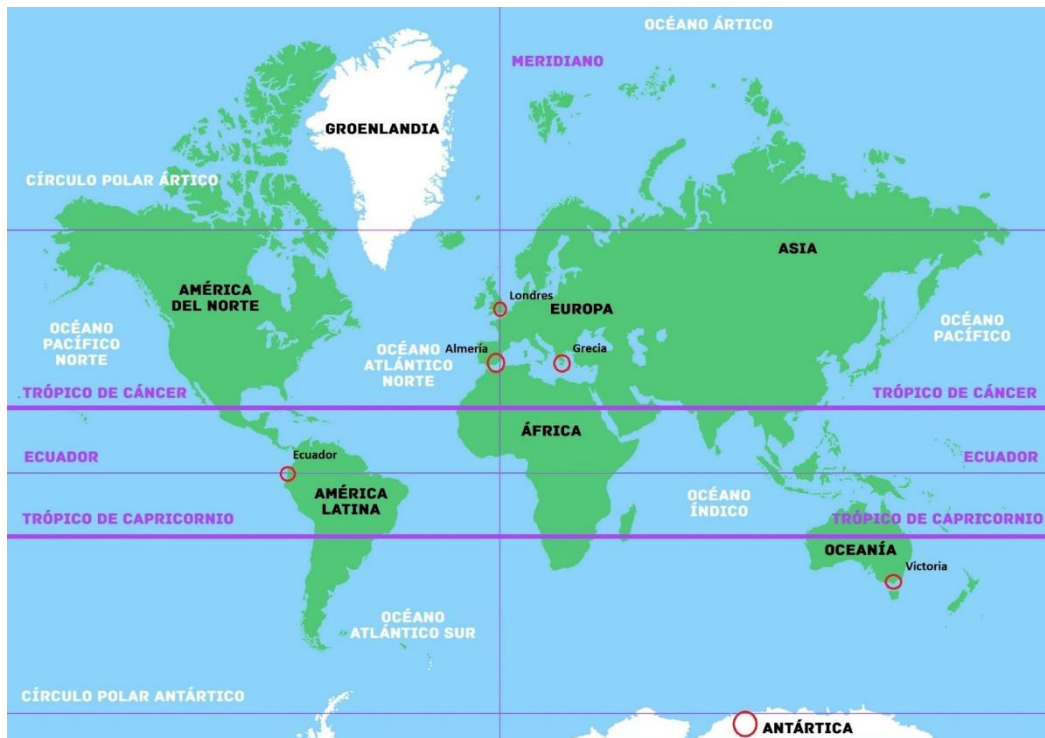 OCÉANO ÁRTICO
MERIDIANO
GROENLANDIA
CÍRCULO POLAR ÁRTICO
ASIA
AMÉRICA
DEL NORTE
Londres
EUROPA
OCÉANO
PACÍFICO
NORTE
OCÉANO
ATLÁNTICO
NORTE
Almería
Grecia
OCÉANO
PACÍFICO
TRÓPICO DE CÁNCER
TRÓPICO DE CÁNCER
ÁFRICA
ECUADOR
Ecuador
ECUADOR
AMÉRICA
LATINA
OCÉANO
ÍNDICO
TRÓPICO DE CAPRICORNIO
TRÓPICO DE CAPRICORNIO
OCEANÍA
Victoria
OCÉANO
ATLÁNTICO SUR
CÍRCULO POLAR ANTÁRTICO
ANTÁRTICA